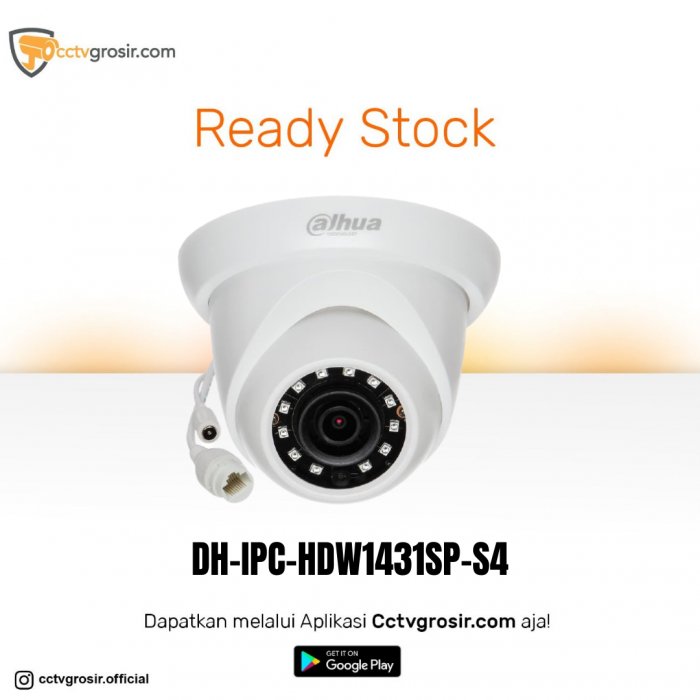 cctvgrosir.com
Ready Stock
alhua
TECHNOLOGY
DH-IPC-HDW1431SP-S4
Dapatkan melalui Aplikasi Cctvgrosir.com aja!
GET IT ON
Google Play
cctvgrosir.official